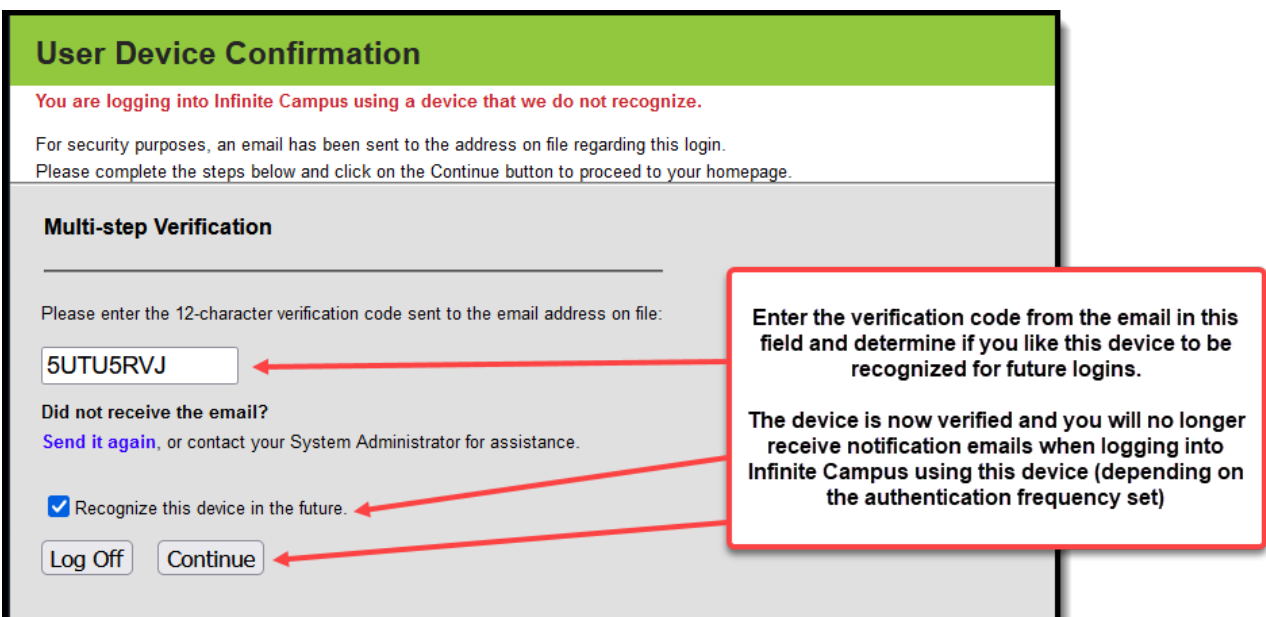 User Device Confirmation
You are logging into Infinite Campus using a device that we do not recognize.
For security purposes, an email has been sent to the address on file regarding this login.
Please complete the steps below and click on the Continue button to proceed to your homepage.
Multi-step Verification
Please enter the 12-character verification code sent to the email address on file:
5UTU5RVJ
Did not receive the email?
Send it again, or contact your System Administrator for assistance.
Recognize this device in the future.
Log Off Continue
Enter the verification code from the email in this
field and determine if you like this device to be
recognized for future logins.
The device is now verified and you will no longer
receive notification emails when logging into
Infinite Campus using this device (depending on
the authentication frequency set)